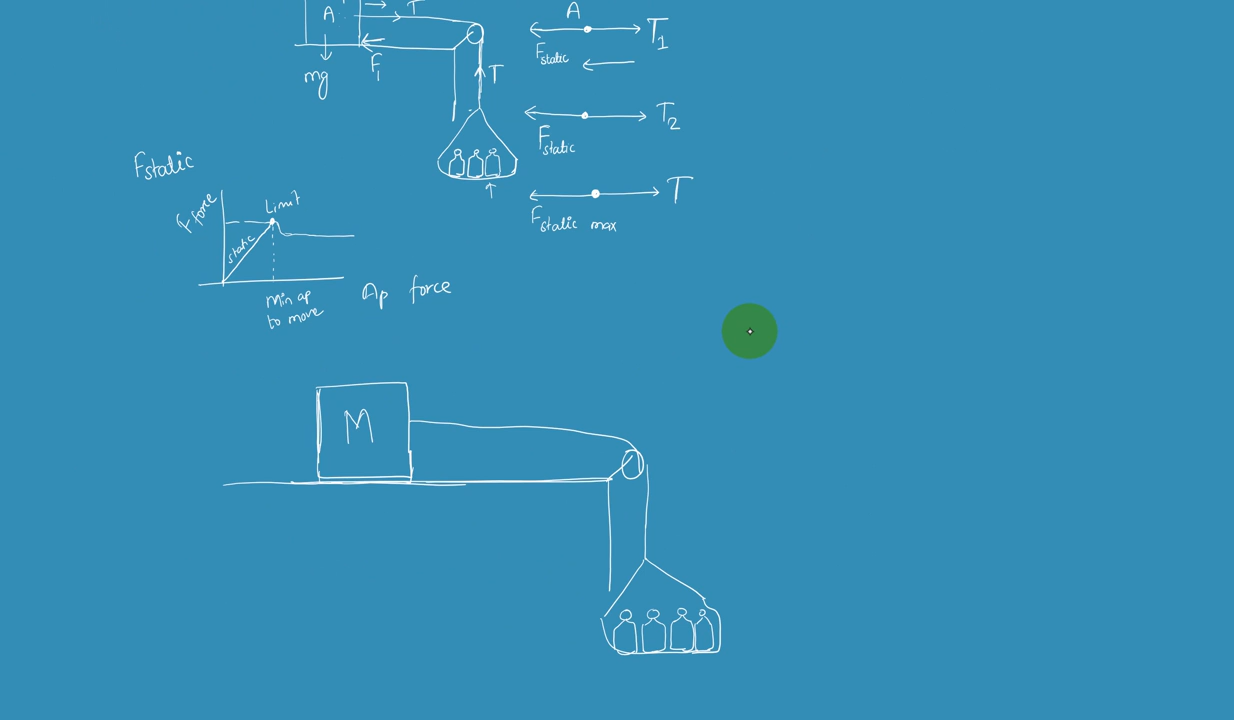 A
T
A
T1
Fstatic
mg
F1
T
T2
Fstatic
Fstatic
T
Fstatic max
F force
Limit
static
Min ap
to move
Ap force
M